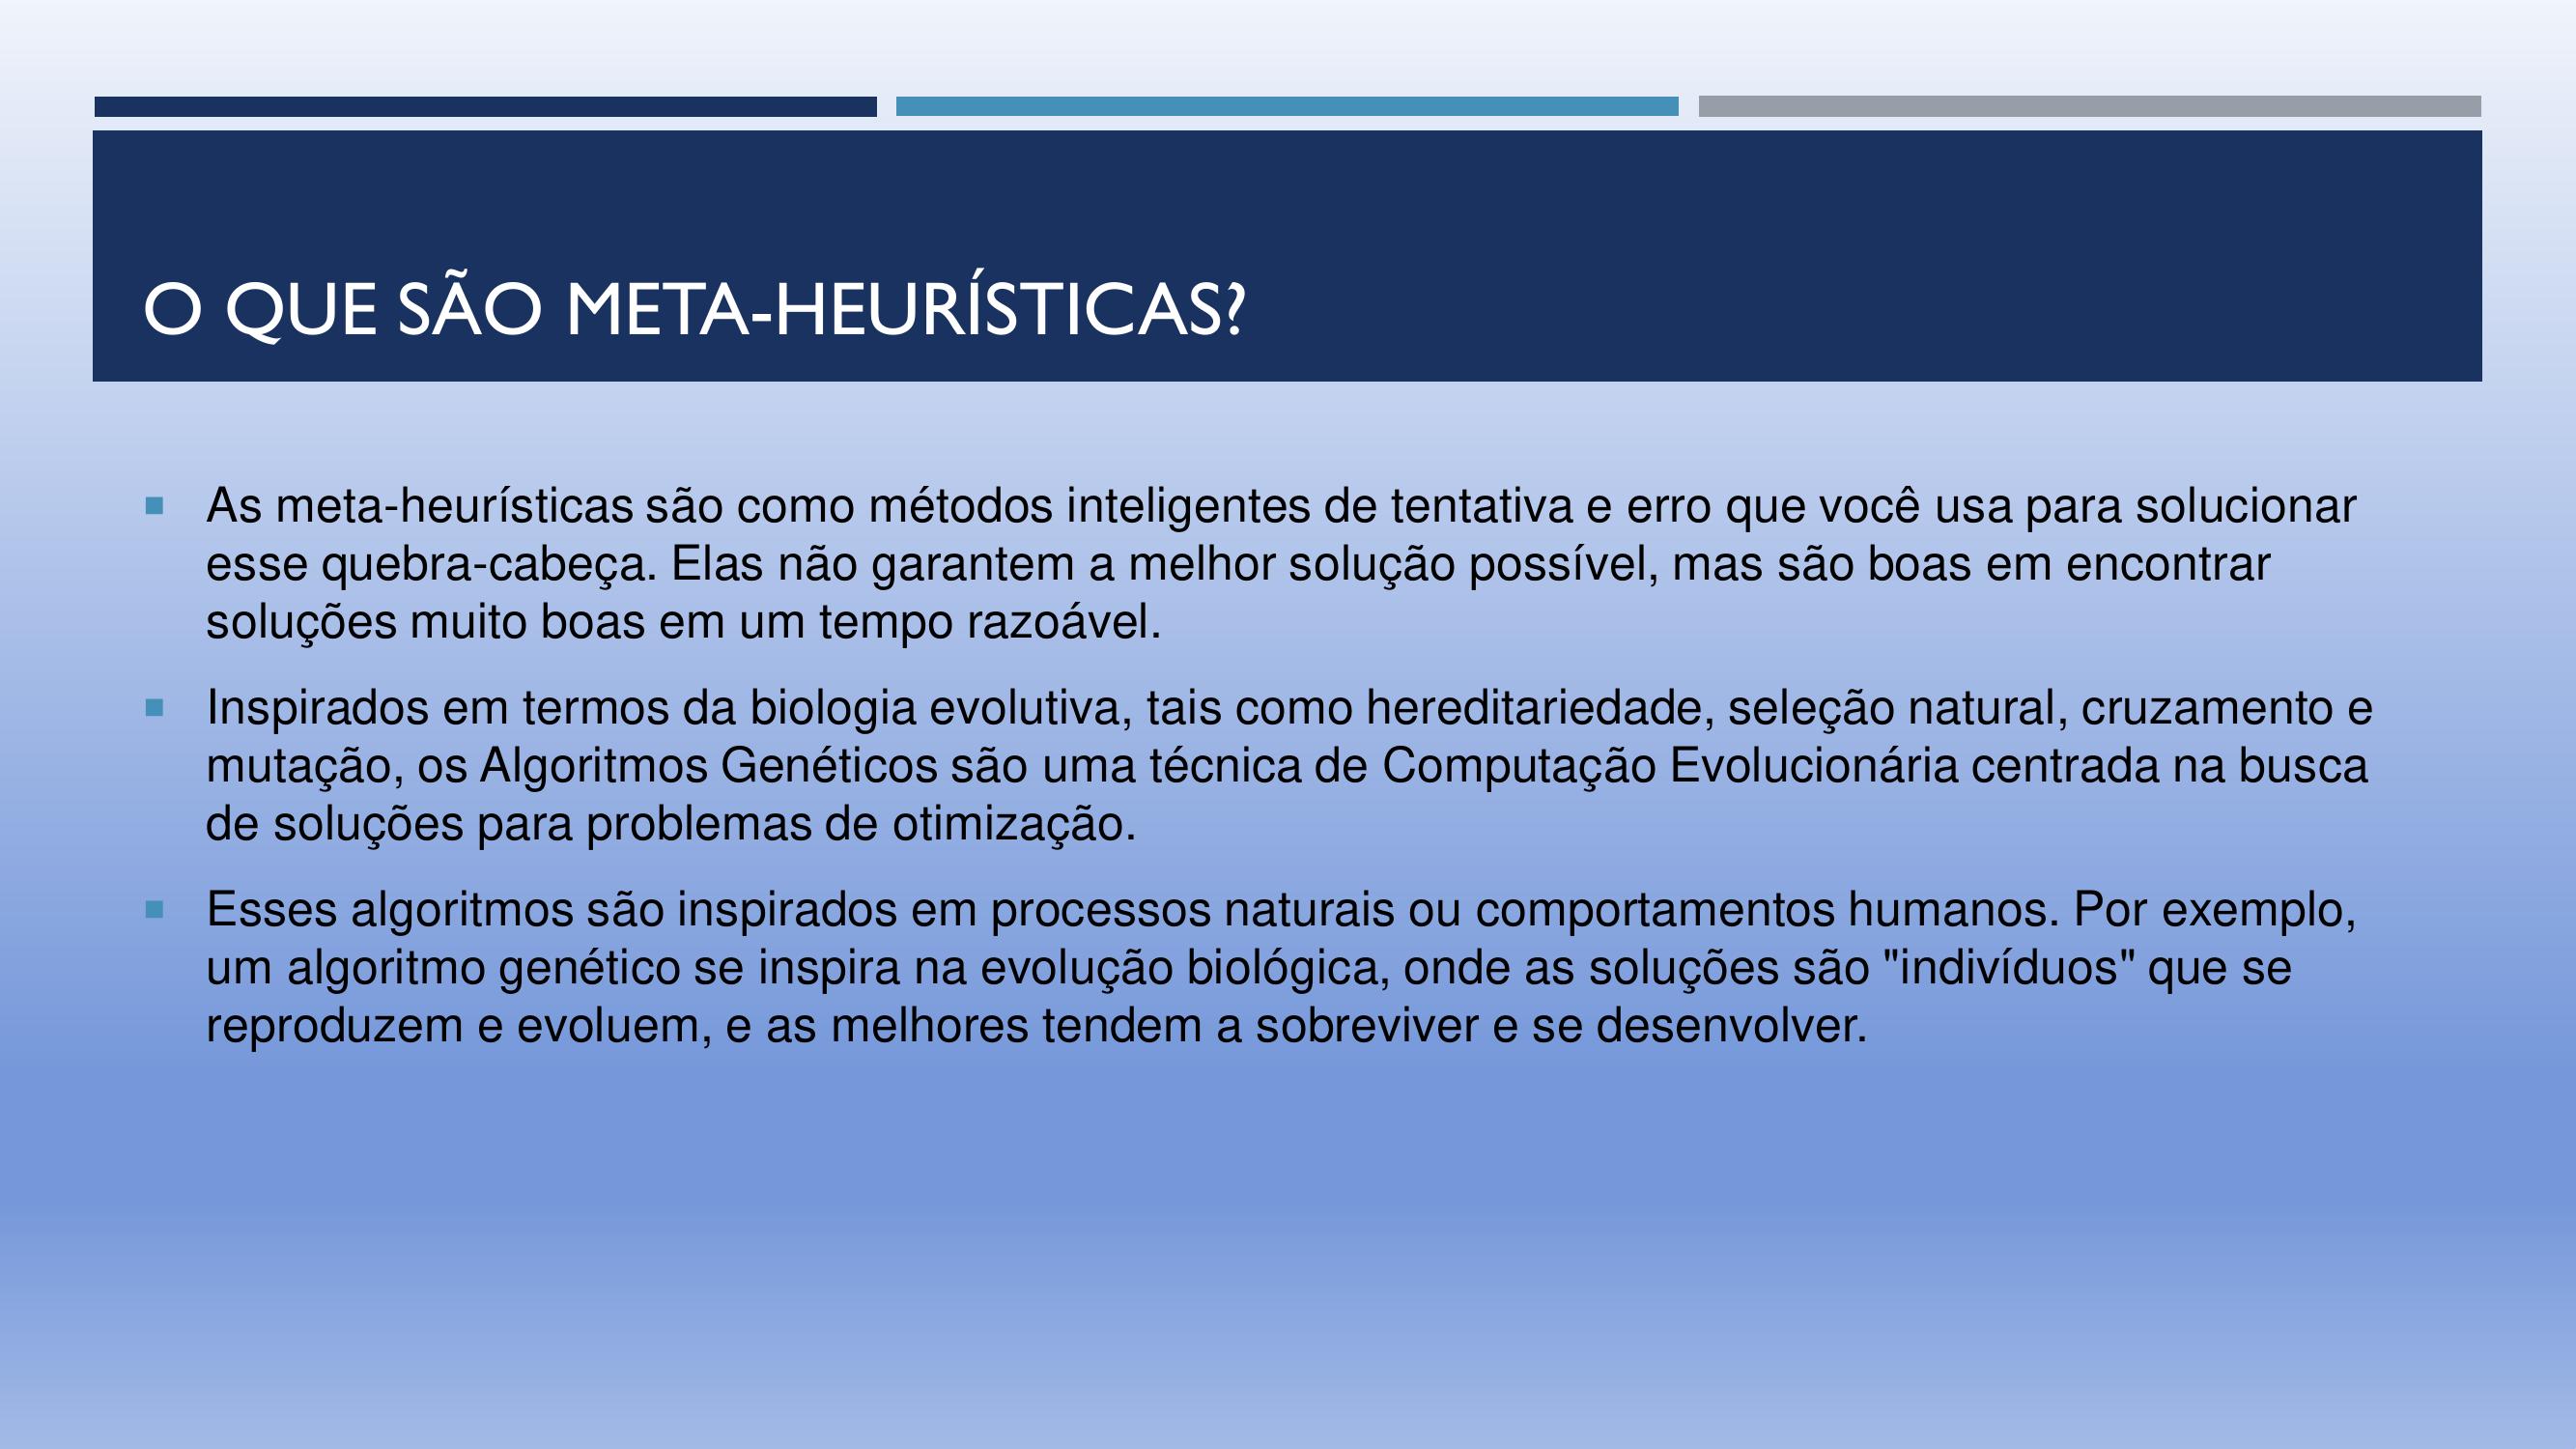 O QUE SÃO META-HEURÍSTICAS?
As meta-heurísticas são como métodos inteligentes de tentativa e erro que você usa para solucionar
esse quebra-cabeça. Elas não garantem a melhor solução possível, mas são boas em encontrar
soluções muito boas em um tempo razoável.
Inspirados em termos da biologia evolutiva, tais como hereditariedade, seleção natural, cruzamento e
mutação, os Algoritmos Genéticos são uma técnica de Computação Evolucionária centrada na busca
de soluções para problemas de otimização.
Esses algoritmos são inspirados em processos naturais ou comportamentos humanos. Por exemplo,
um algoritmo genético se inspira na evolução biológica, onde as soluções são "indivíduos" que se
reproduzem e evoluem, e as melhores tendem a sobreviver e se desenvolver.